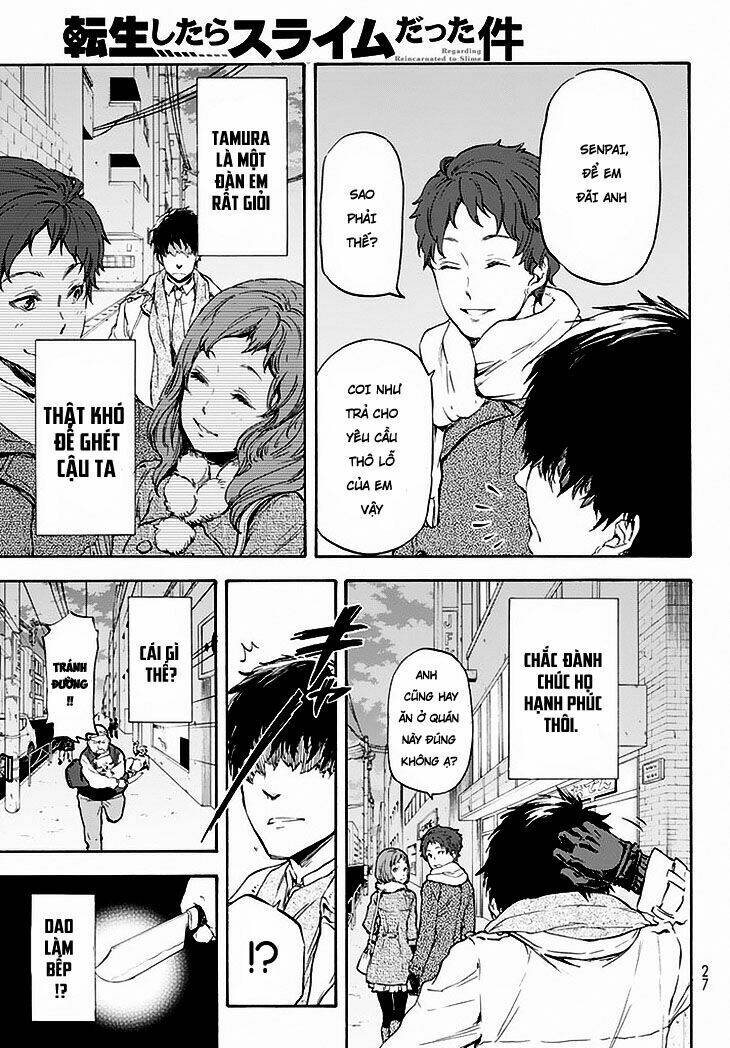 転生したらスライムだった件
Regarding
Reincarnated to Slime
SENPAI,
ĐỂ EM
ĐÃI ANH
SAO
PHẢI
THẾ?
COI NHƯ
TRẢ CHO
YÊU CẦU
THÔ LỖ
CỦA EM
VẬY
TAMURA
LÀ MỘT
ĐÀN EM
RẤT GIỎI
THẬT KHÓ
ĐỂ GHÉT
CẬU TA
CHẮC ĐÀNH
CHÚC HỌ
HẠNH PHÚC
THÔI.
ANH
CŨNG HAY
ĂN Ở QUÁN
NÀY ĐÚNG
KHÔNG Ạ?
!?
CÁI GÌ
THẾ?
TRÁNH
ĐƯỜNG
!!
DAO
LÀM
BẾP
!?
27